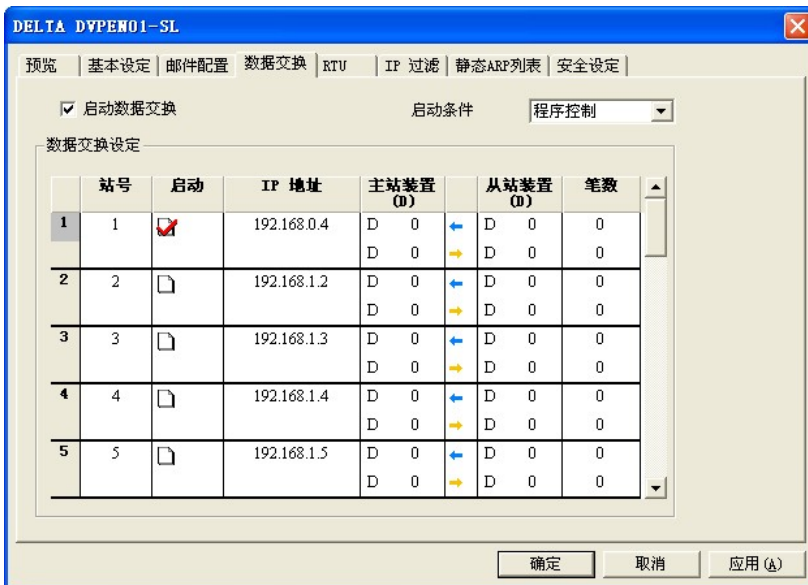 DELTA DVPEN01-SL
预览 基本设定 邮件配置 数据交换 RTU IP 过滤 静态ARP列表 安全设定
启动数据交换 启动条件 程序控制
数据交换设定
站号 启动 IP 地址 主站装置 (D) 从站装置 (D) 笔数
1 1 192.168.0.4 D 0 D 0 0
D 0 D 0 0
2 2 192.168.1.2 D 0 D 0 0
D 0 D 0 0
3 3 192.168.1.3 D 0 D 0 0
D 0 D 0 0
4 4 192.168.1.4 D 0 D 0 0
D 0 D 0 0
5 5 192.168.1.5 D 0 D 0 0
D 0 D 0 0
确定 取消 应用(A)